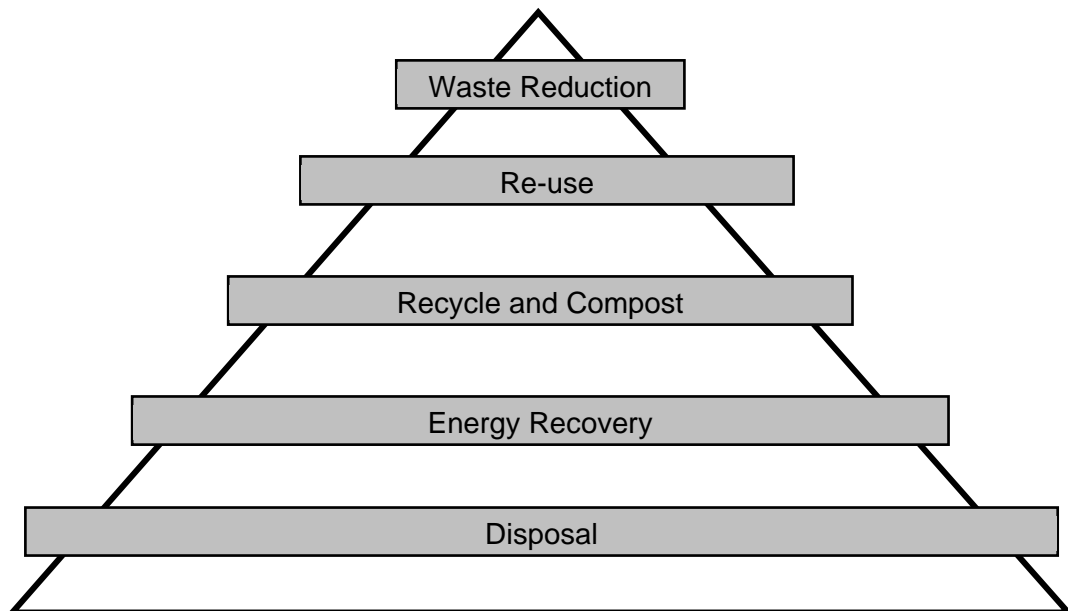 Waste Reduction
Re-use
Recycle and Compost
Energy Recovery
Disposal